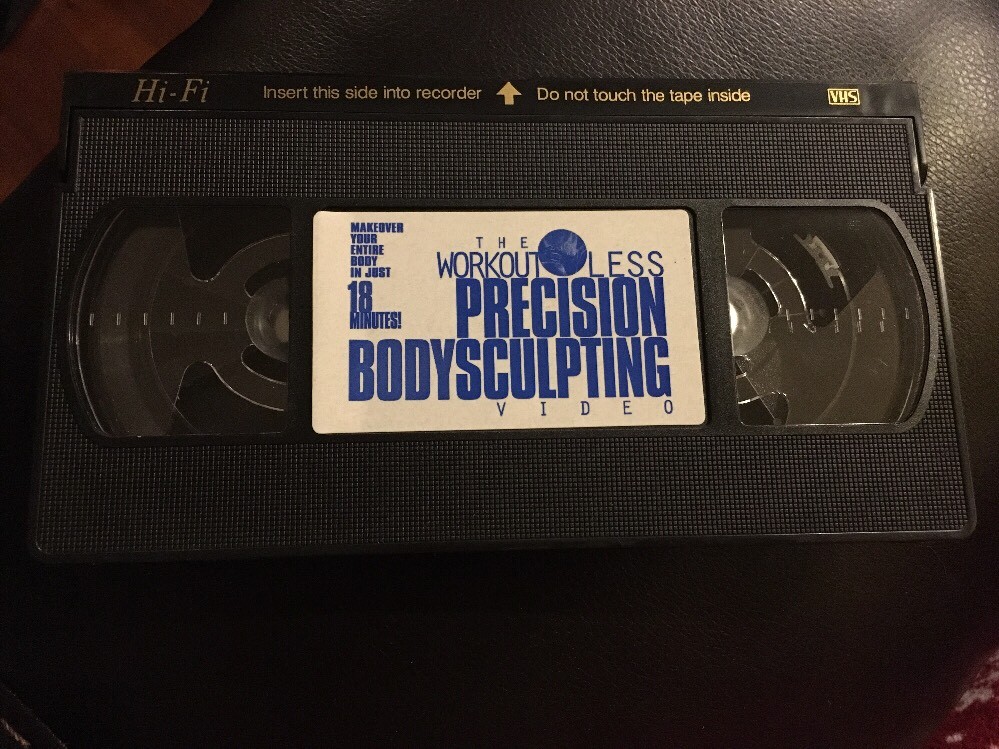 Hi-Fi Insert this side into recorder Do not touch the tape inside VHS
MAKEOVER
YOUR
ENTIRE
BODY
IN JUST
18
MINUTES!
THE
WORKOUT LESS
PRECISION
BODYSCULPTING
VIDEO